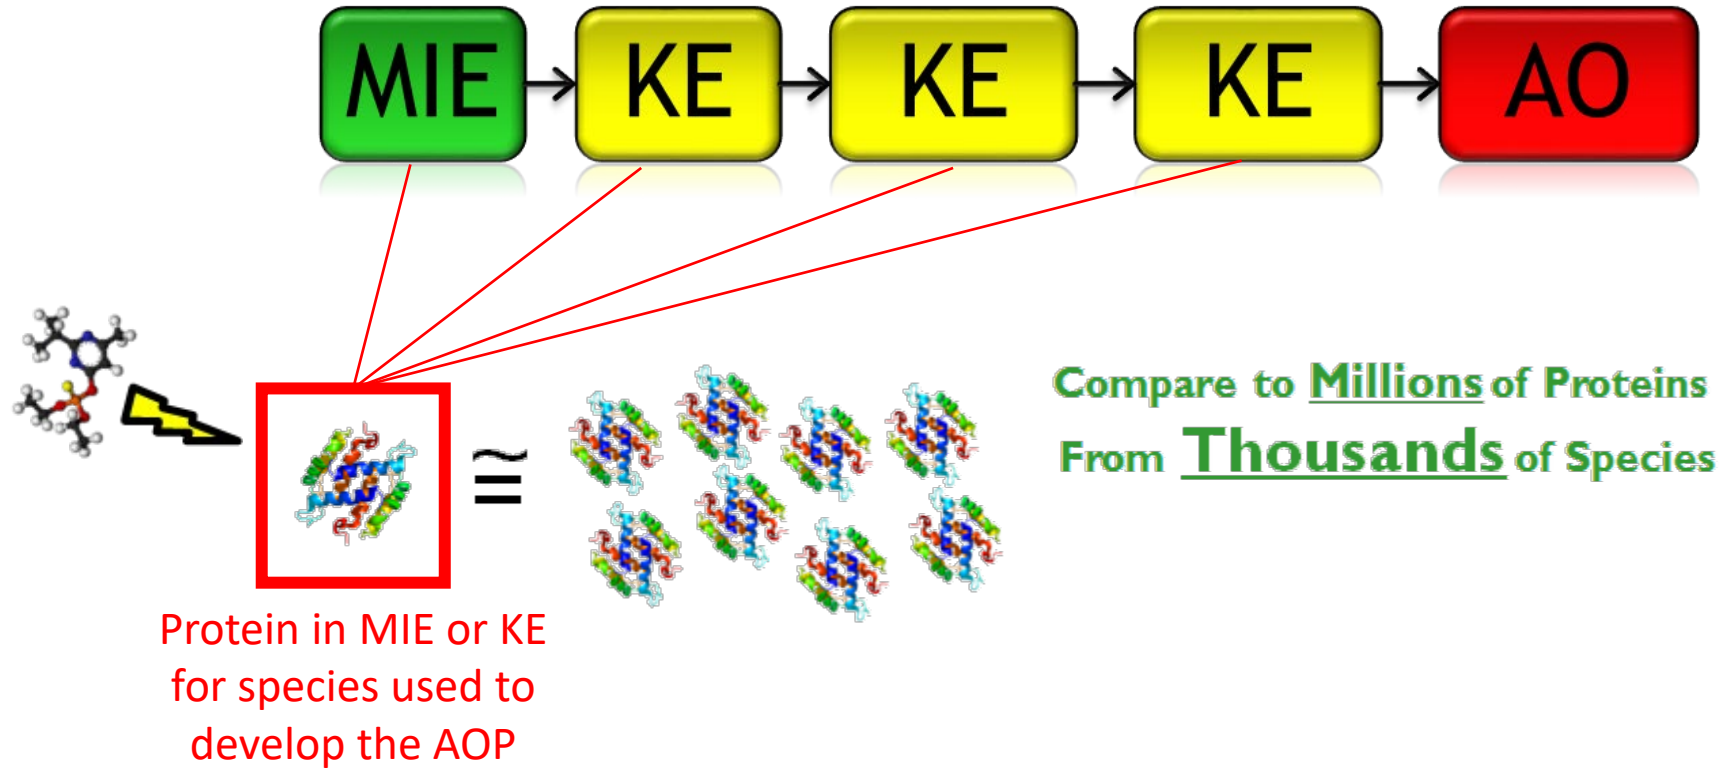 MIE KE KE KE AO
Compare to Millions of Proteins
From Thousands of Species
≅
Protein in MIE or KE
for species used to
develop the AOP